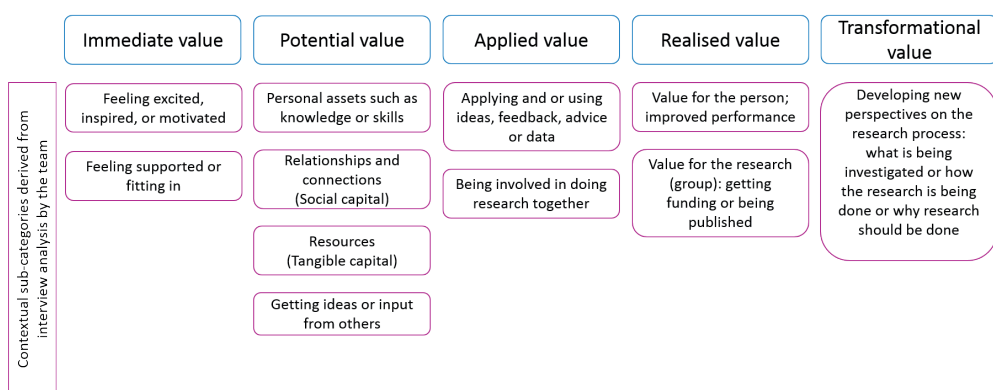 Immediate value
Potential value
Applied value
Realised value
Transformational
value
Contextual sub-categories derived from
interview analysis by the team
Feeling excited,
inspired, or motivated
Feeling supported or
fitting in
Personal assets such as
knowledge or skills
Relationships and
connections
(Social capital)
Resources
(Tangible capital)
Getting ideas or input
from others
Applying and or using
ideas, feedback, advice
or data
Being involved in doing
research together
Value for the person;
improved performance
Value for the research
(group): getting
funding or being
published
Developing new
perspectives on the
research process:
what is being
investigated or how
the research is being
done or why research
should be done